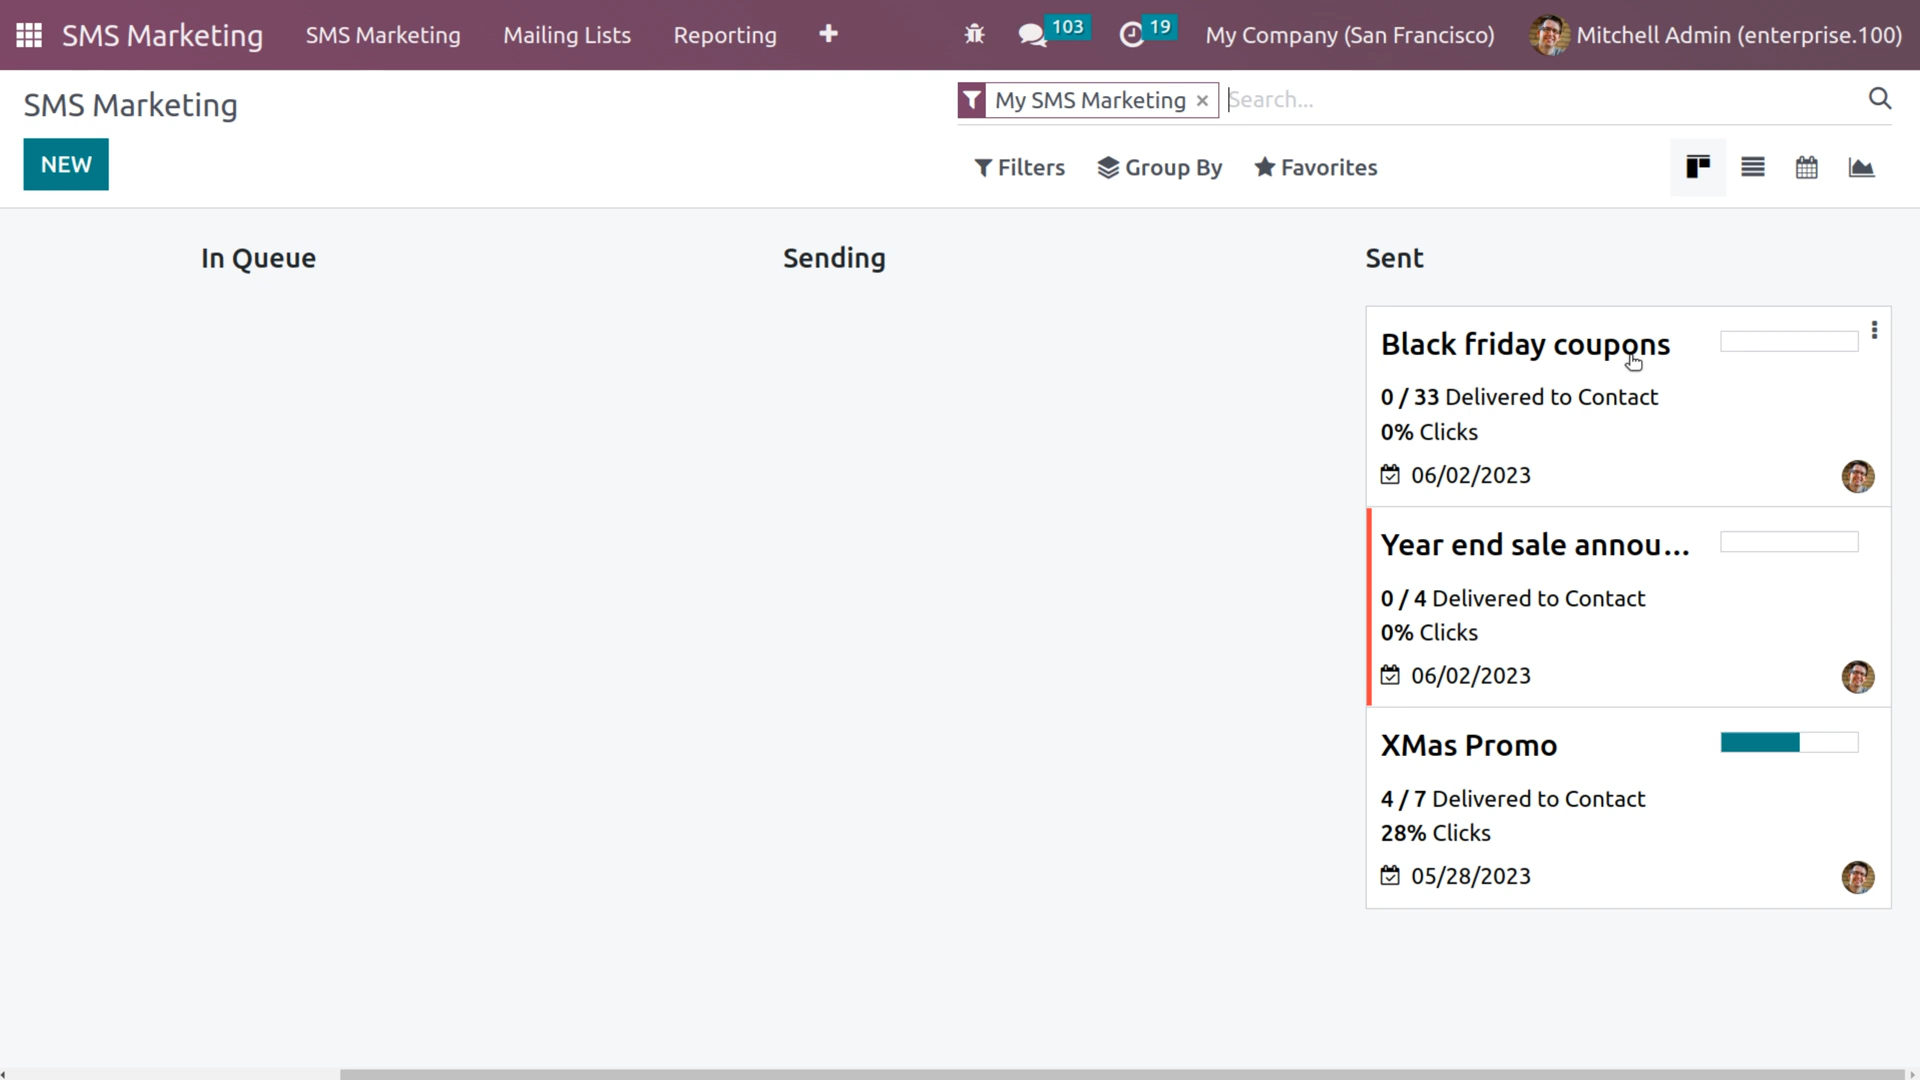 SMS Marketing SMS Marketing Mailing Lists Reporting 103 19 My Company (San Francisco) Mitchell Admin (enterprise.100)
SMS Marketing
My SMS Marketing × Search...
NEW
Filters Group By Favorites
In Queue
Sending
Sent
Black friday coupons
0 / 33 Delivered to Contact
0% Clicks
06/02/2023
Year end sale annou...
0 / 4 Delivered to Contact
0% Clicks
06/02/2023
XMas Promo
4 / 7 Delivered to Contact
28% Clicks
05/28/2023